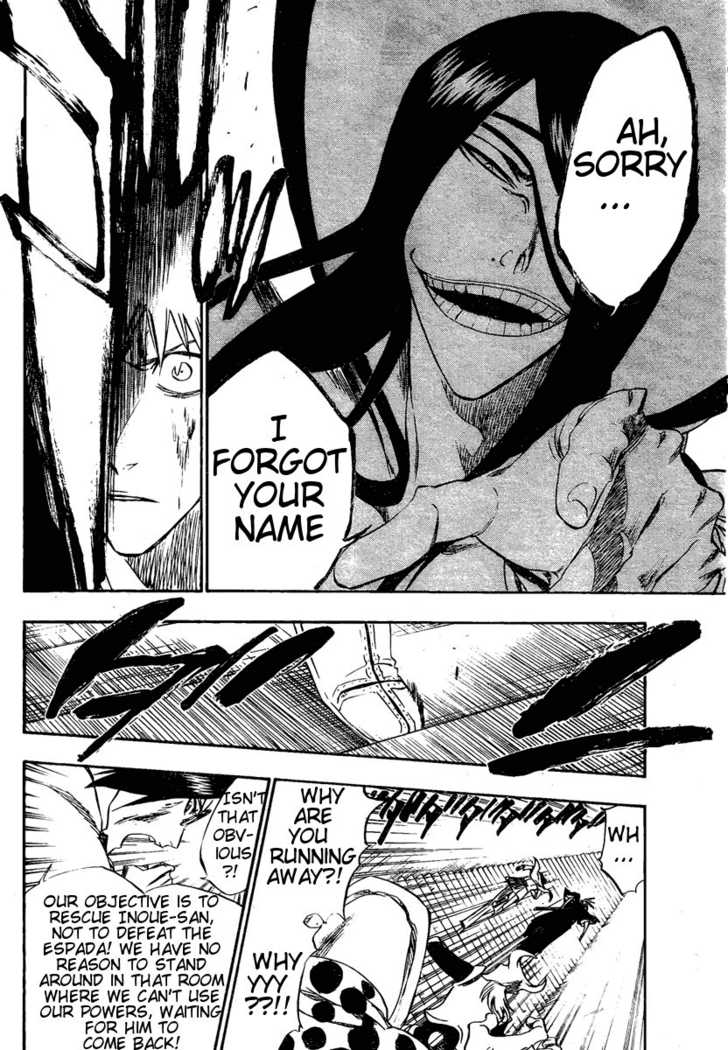 AH,
SORRY
...
I
FORGOT
YOUR
NAME
WH
...
WHY
ARE
YOU
RUNNING
AWAY?!
WHY
YYY
??!!
ISN'T
THAT
OBV-
IOUS
?!
OUR OBJECTIVE IS TO
RESCUE INOUE-SAN,
NOT TO DEFEAT THE
ESPADA! WE HAVE NO
REASON TO STAND
AROUND IN THAT ROOM
WHERE WE CAN'T USE
OUR POWERS, WAITING
FOR HIM TO
COME BACK!